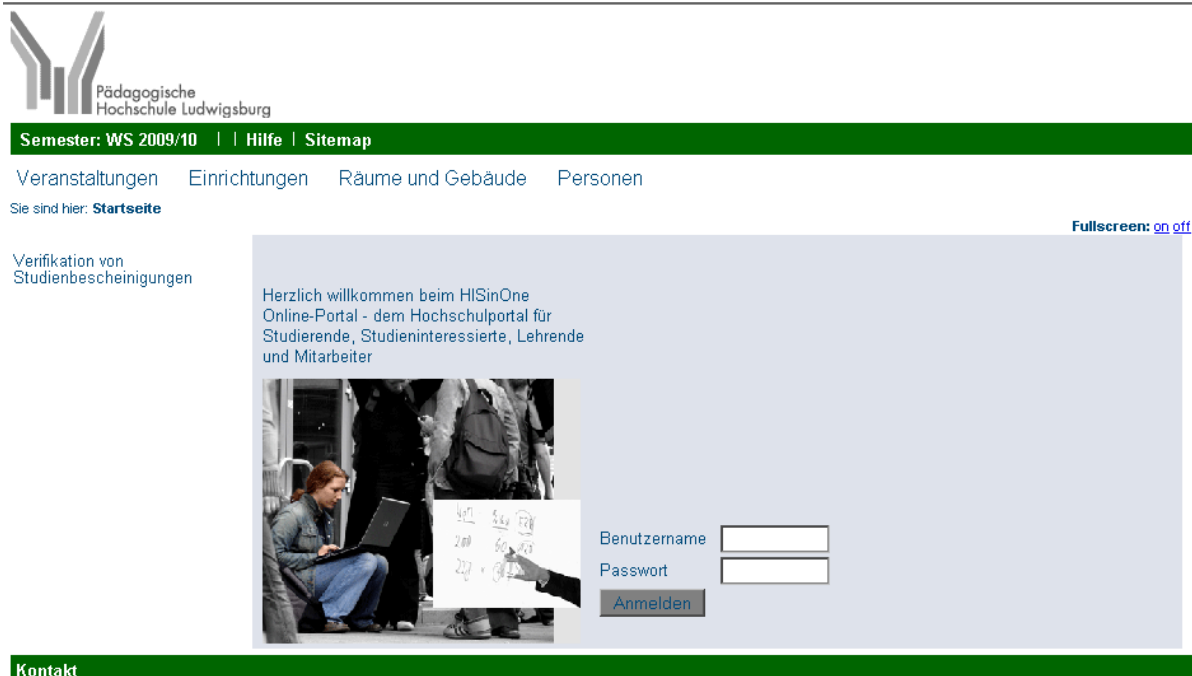 Pädagogische
Hochschule Ludwigsburg
Semester: WS 2009/10 | | Hilfe | Sitemap
Veranstaltungen Einrichtungen Räume und Gebäude Personen
Sie sind hier: Startseite
Fullscreen: on off
Verifikation von
Studienbescheinigungen
Herzlich willkommen beim HISinOne
Online-Portal - dem Hochschulportal für
Studierende, Studieninteressierte, Lehrende
und Mitarbeiter
Benutzername
Passwort
Anmelden
Kontakt